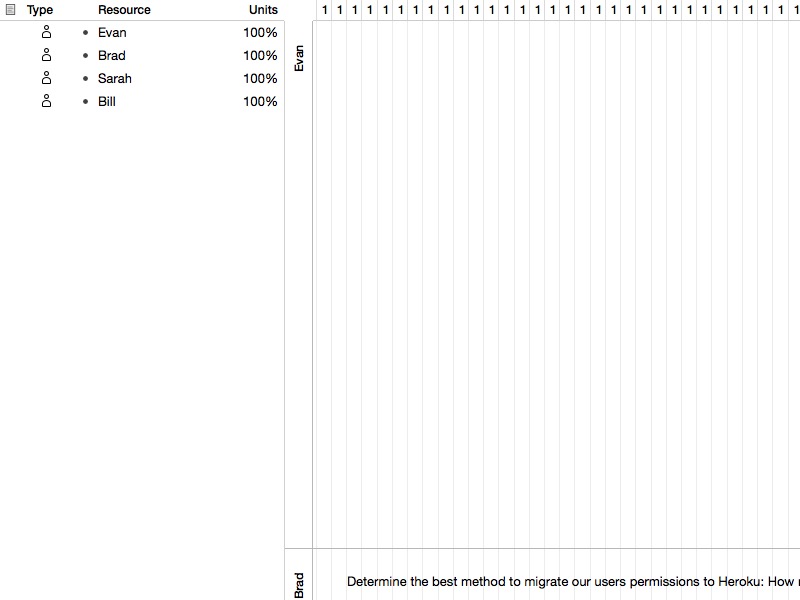 Type Resource Units 1 1 1 1 1 1 1 1 1 1 1 1 1 1 1 1 1 1 1 1 1 1 1 1 1 1 1 1 1 1 1 1
Evan 100%
Brad 100%
Sarah 100%
Bill 100%
Evan
Brad
Determine the best method to migrate our users permissions to Heroku: How